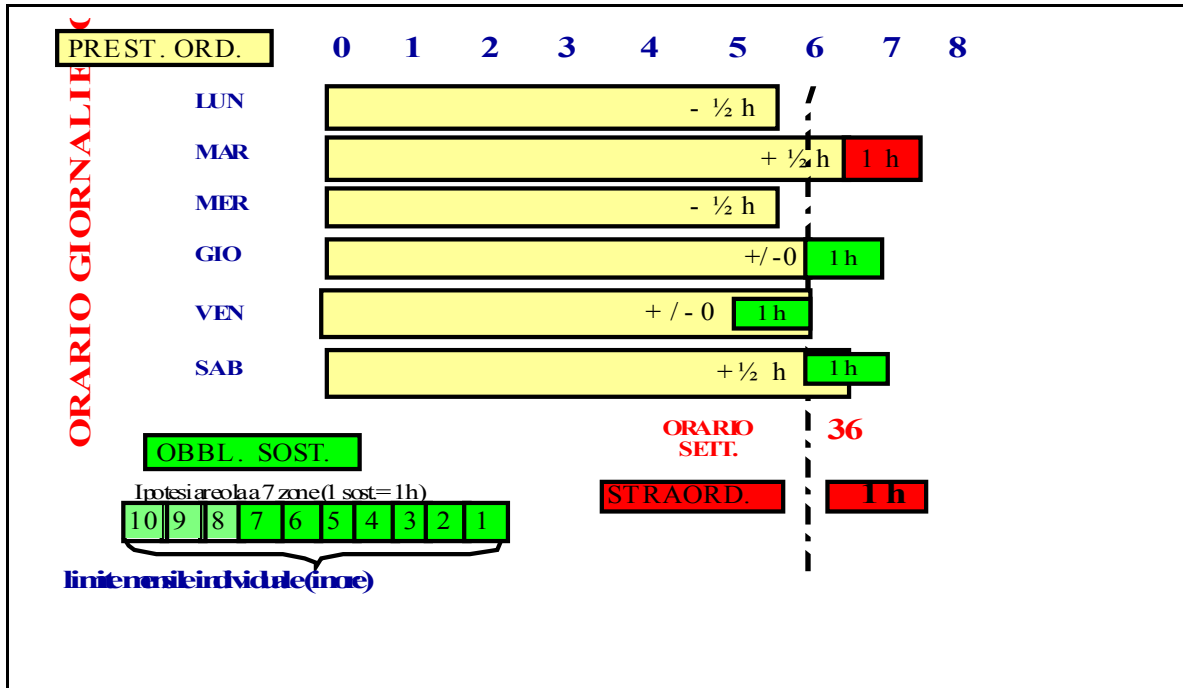 ORARIO GIORNALIE
PREST. ORD. 0 1 2 3 4 5 6 7 8
LUN - ½ h
MAR + ½ h 1 h
MER - ½ h
GIO +/-0 1 h
VEN + / - 0 1 h
SAB + ½ h 1 h
ORARIO 36
SETT.
OBBL. SOST.
Ipotesi areola a 7 zone (1 sost.= 1h)
STRAORD. 1 h
10 9 8 7 6 5 4 3 2 1
limite mensile individuale (in ore)